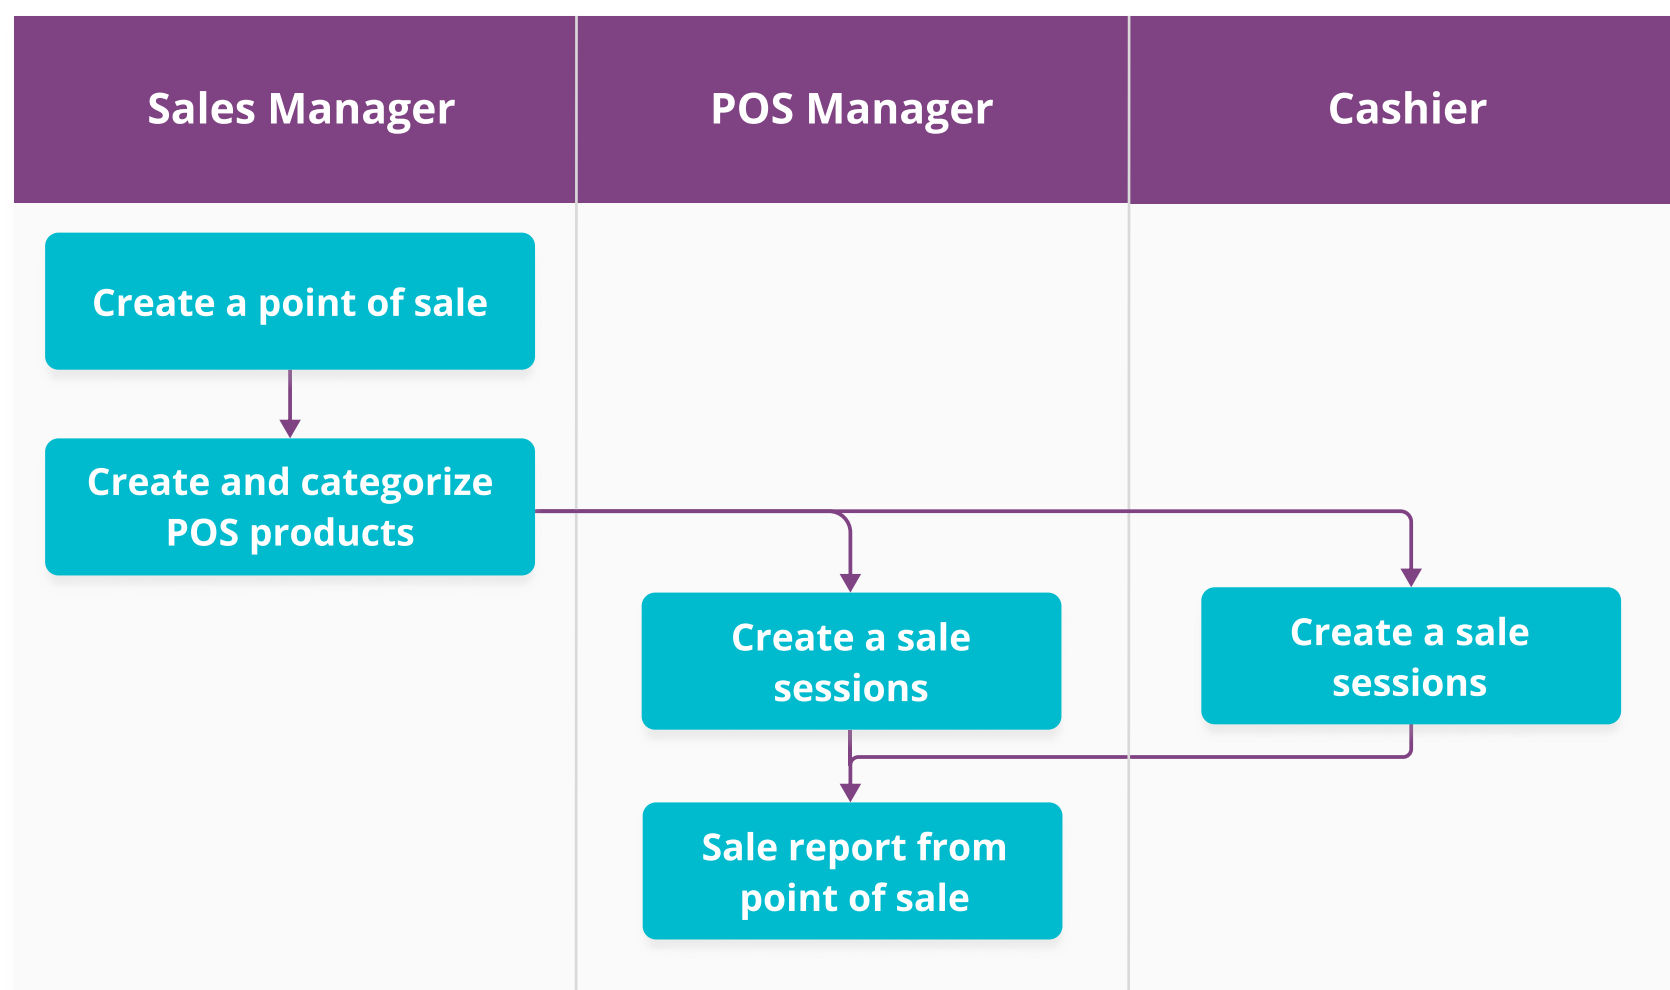 Sales Manager
POS Manager
Cashier
Create a point of sale
Create and categorize
POS products
Create a sale
sessions
Create a sale
sessions
Sale report from
point of sale